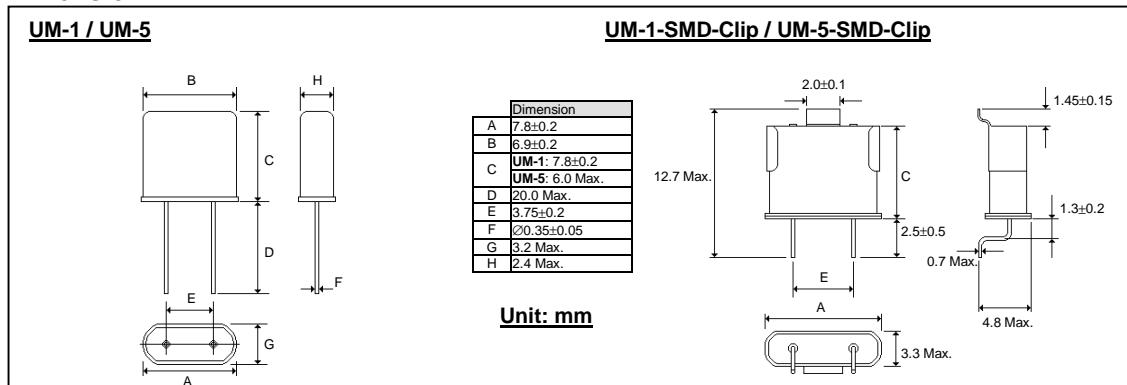 UM-1 / UM-5
B
H
C
D
F
E
G
A
Dimension
A 7.8±0.2
B 6.9±0.2
C UM-1: 7.8±0.2
UM-5: 6.0 Max.
D 20.0 Max.
E 3.75±0.2
F Ø0.35±0.05
G 3.2 Max.
H 2.4 Max.
Unit: mm
UM-1-SMD-Clip / UM-5-SMD-Clip
2.0±0.1
1.45±0.15
12.7 Max.
C
1.3±0.2
2.5±0.5
0.7 Max.
E
A
4.8 Max.
3.3 Max.